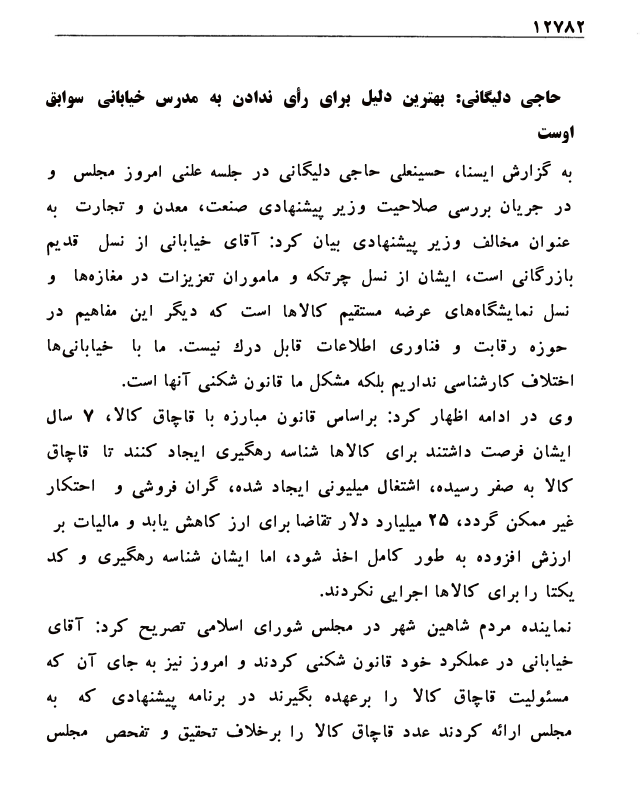 ۱۲۷۸۲
حاجی دلیگانی: بهترین دلیل برای رأی ندادن به مدرس خیابانی سوابق
اوست
به گزارش ایسنا، حسینعلی حاجی دلیگانی در جلسه علنی امروز مجلس و
در جریان بررسی صلاحیت وزیر پیشنهادی صنعت، معدن و تجارت به
عنوان مخالف وزیر پیشنهادی بیان کرد: آقای خیابانی از نسل قدیم
بازرگانی است، ایشان از نسل چرتکه و ماموران تعزیزات در مغازه‌ها و
نسل نمایشگاه‌های عرضه مستقیم کالاها است که دیگر این مفاهیم در
حوزه رقابت و فناوری اطلاعات قابل درك نیست. ما با خیابانی‌ها
اختلاف کارشناسی نداریم بلکه مشکل ما قانون شکنی آنها است.
وی در ادامه اظهار کرد: براساس قانون مبارزه با قاچاق کالا، ۷ سال
ایشان فرصت داشتند برای کالاها شناسه رهگیری ایجاد کنند تا قاچاق
کالا به صفر رسیده، اشتغال میلیونی ایجاد شده، گران فروشی و احتکار
غیر ممکن گردد، ۲۵ میلیارد دلار تقاضا برای ارز کاهش یابد و مالیات بر
ارزش افزوده به طور کامل اخذ شود، اما ایشان شناسه رهگیری و کد
یکتا را برای کالاها اجرایی نکردند.
نماینده مردم شاهین شهر در مجلس شورای اسلامی تصریح کرد: آقای
خیابانی در عملکرد خود قانون شکنی کردند و امروز نیز به جای آن که
مسئولیت قاچاق کالا را برعهده بگیرند در برنامه پیشنهادی که به
مجلس ارائه کردند عدد قاچاق کالا را برخلاف تحقیق و تفحص مجلس